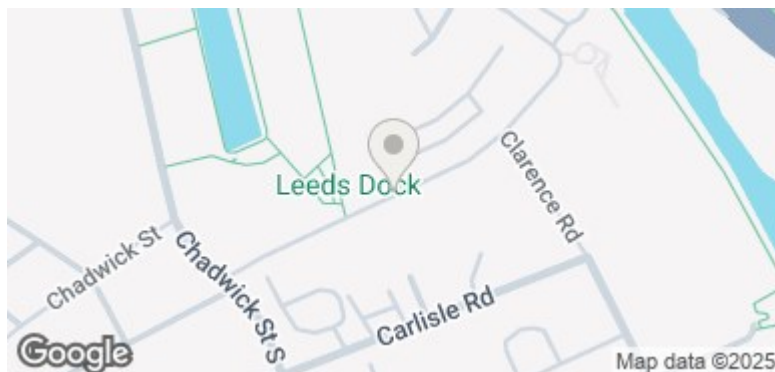 Clarence Rd
Leeds Dock
Chadwick St
Chadwick St S
Carlisle Rd
Google
Map data ©2025